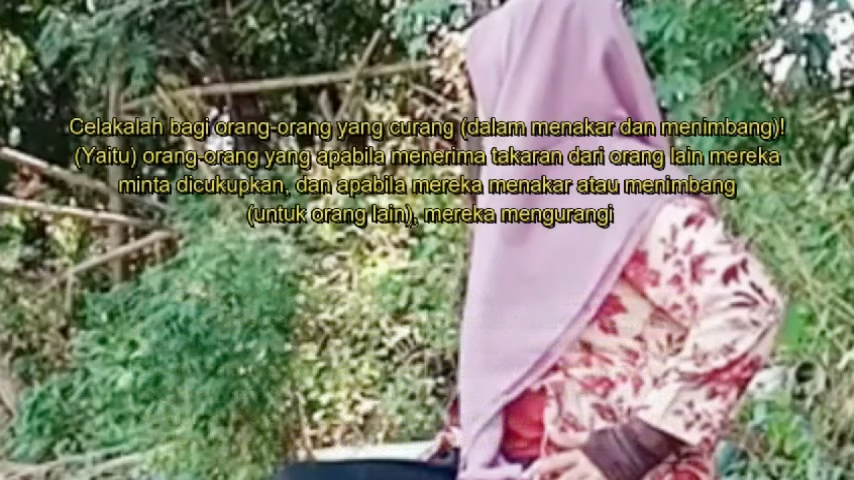 Celakalah bagi orang-orang yang curang (dalam menakar dan menimbang)!
(Yaitu) orang-orang yang apabila menerima takaran dari orang lain mereka
minta dicukupkan, dan apabila mereka menakar atau menimbang
(untuk orang lain), mereka mengurangi